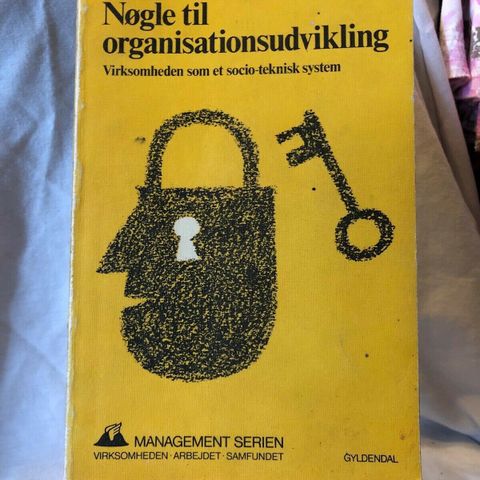 Nøgle til
organisationsudvikling
Virksomheden som et socio-teknisk system
MANAGEMENT SERIEN
VIRKSOMHEDEN · ARBEJDET · SAMFUNDET
GYLDENDAL